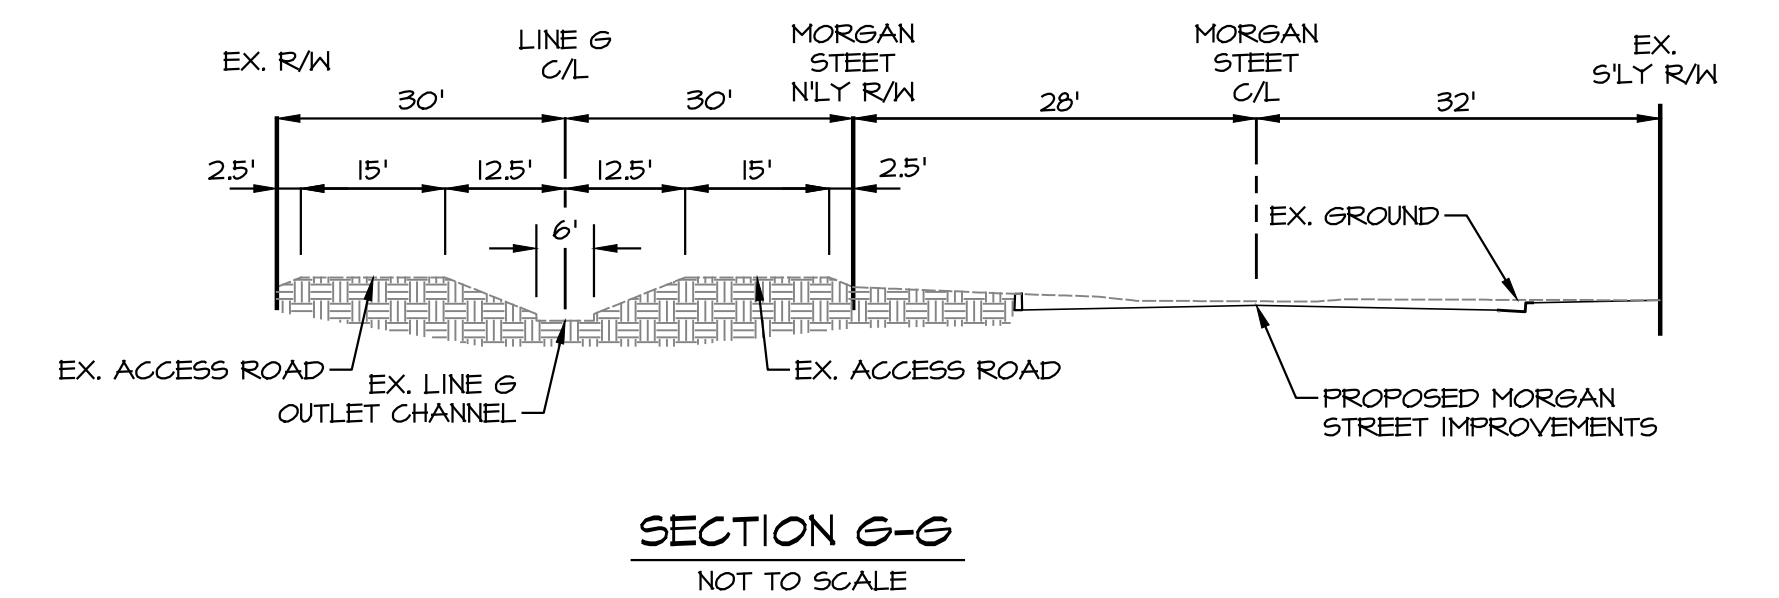 EX. R/W
LINE G
C/L
MORGAN
STEET
N'LY R/W
MORGAN
STEET
C/L
EX.
S'LY R/W
30'
30'
28'
32'
2.5'
15'
12.5'
12.5'
15'
2.5'
6'
EX. GROUND
EX. ACCESS ROAD
EX. LINE G
OUTLET CHANNEL
EX. ACCESS ROAD
PROPOSED MORGAN
STREET IMPROVEMENTS
SECTION G-G
NOT TO SCALE